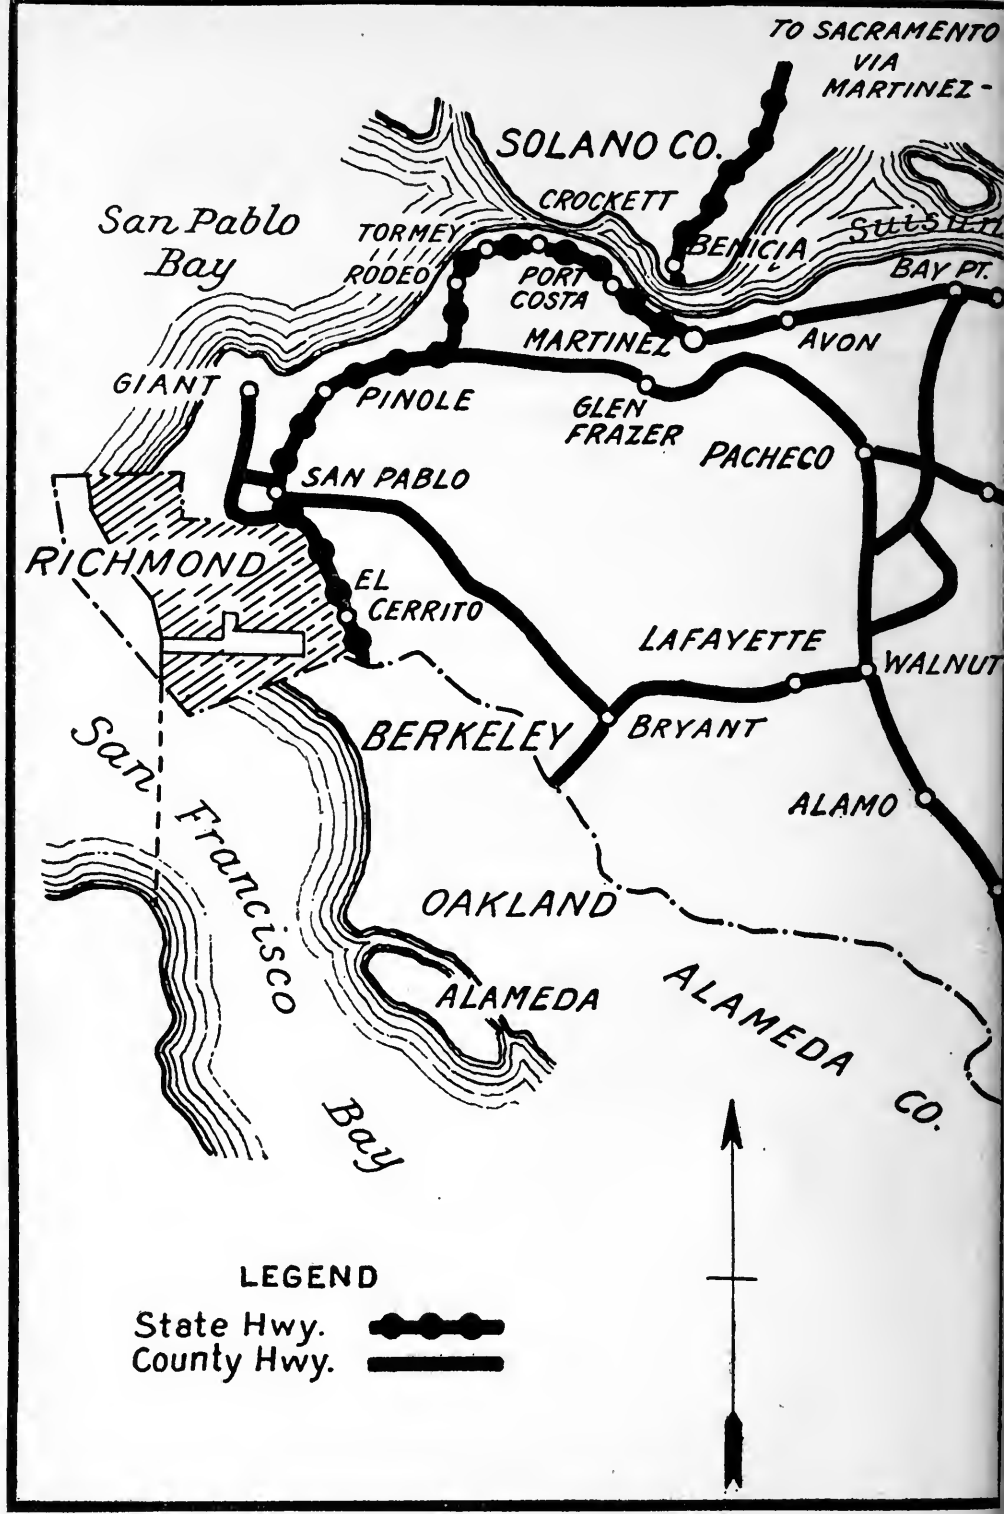 TO SACRAMENTO
VIA
MARTINEZ-
SOLANO CO.
CROCKETT
San Pablo
Bay
TORMEY
BENICIA
RODEO
PORT
COSTA
BAY PT.
MARTINEZ
AVON
GIANT
PINOLE
GLEN
FRAZER
PACHECO
SAN PABLO
RICHMOND
EL
CERRITO
LAFAYETTE
WALNUT
BERKELEY
BRYANT
San
Francisco
Bay
ALAMO
OAKLAND
ALAMEDA
ALAMEDA
CO.
LEGEND
State Hwy.
County Hwy.